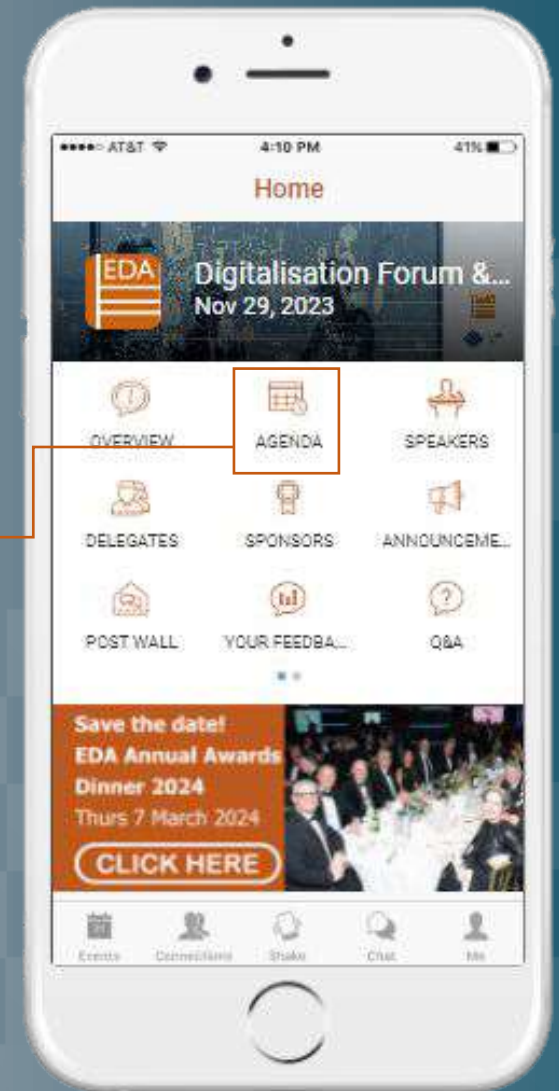 AT&T 4:10 PM 41%
Home
EDA
Digitalisation Forum &...
Nov 29, 2023
OVERVIEW AGENDA SPEAKERS
DELEGATES SPONSORS ANNOUNCEME...
POST WALL YOUR FEEDBA... Q&A
Save the date!
EDA Annual Awards
Dinner 2024
Thurs 7 March 2024
CLICK HERE
Events Connections Shake Chat Me